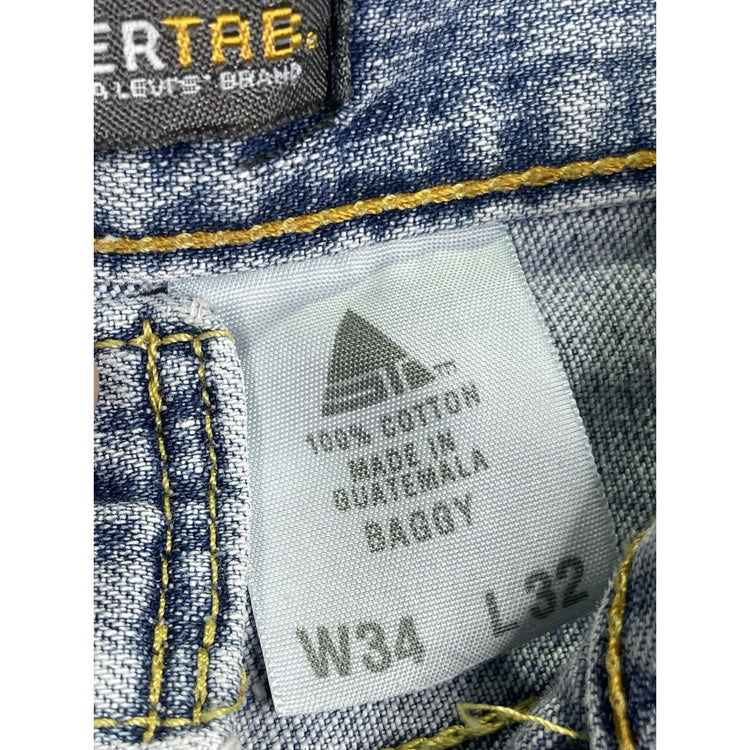 ERTAB
A LEVI'S BRAND
100% COTTON
MADE IN
GUATEMALA
BAGGY
W34 L32